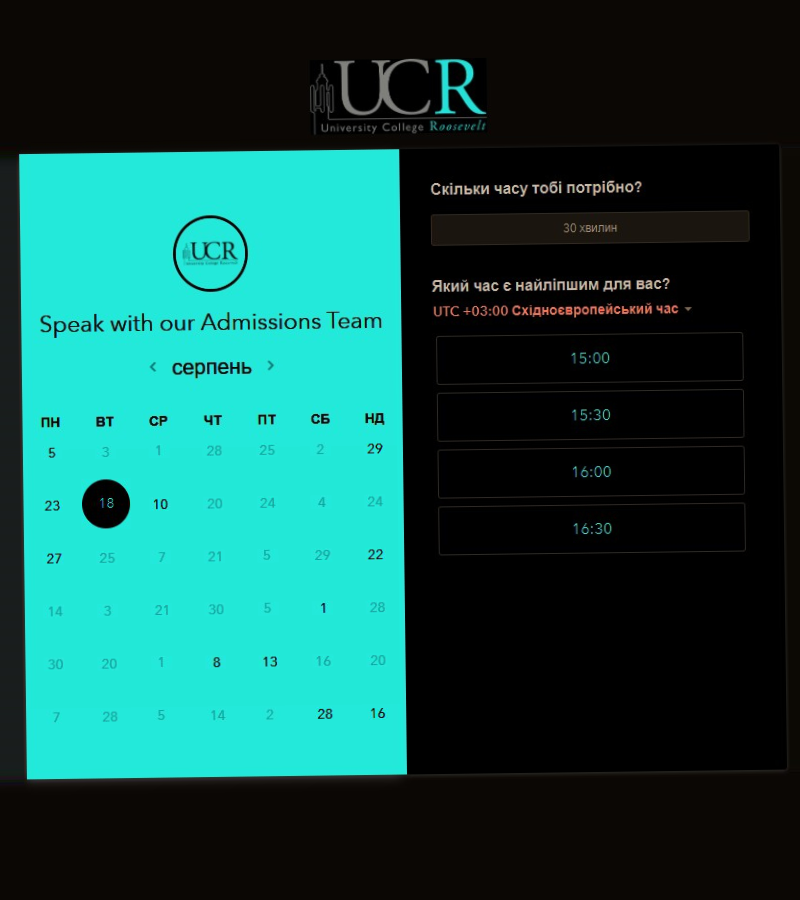 UCR
University College Roosevelt
UCR
University College Roosevelt
Speak with our Admissions Team
серпень
ПН ВТ СР ЧТ ПТ СБ НД
5 3 1 28 25 2 29
23 18 10 20 24 4 24
27 25 7 21 5 29 22
14 3 21 30 5 1 28
30 20 1 8 13 16 20
7 28 5 14 2 28 16
Скільки часу тобі потрібно?
30 хвилин
Який час є найліпшим для вас?
UTC +03:00 Східноєвропейський час
15:00
15:30
16:00
16:30